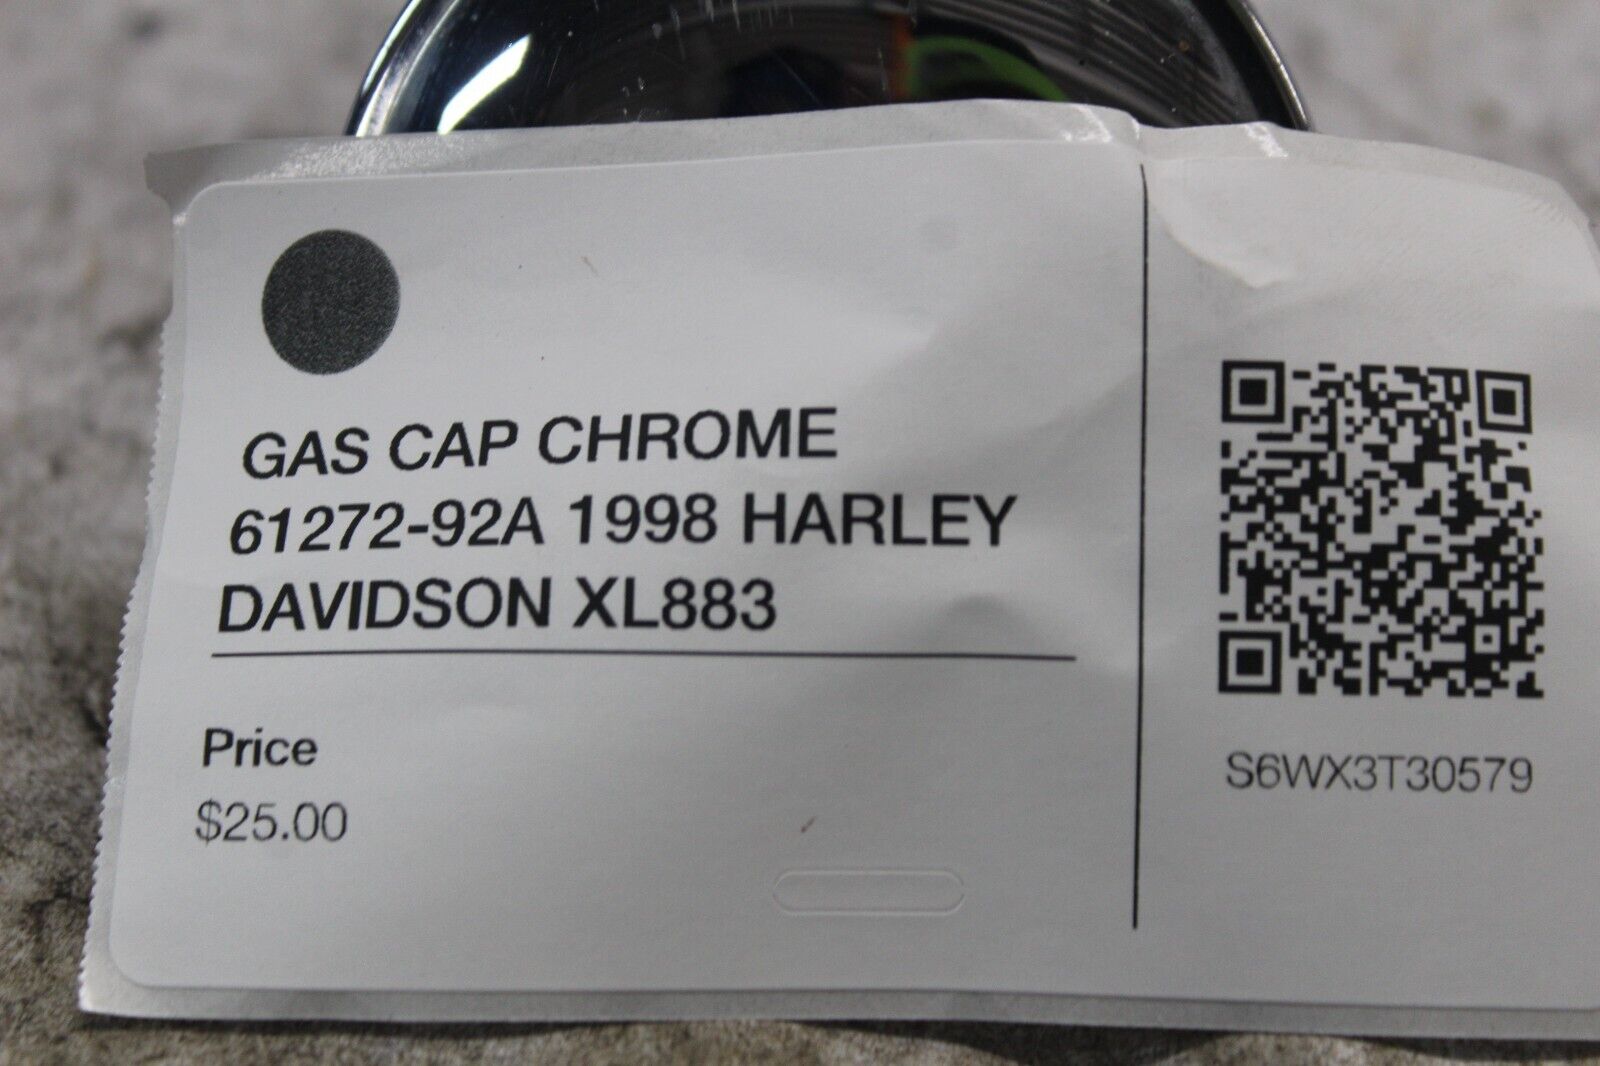 GAS CAP CHROME
61272-92A 1998 HARLEY
DAVIDSON XL883
Price
$25.00
S6WX3T30579